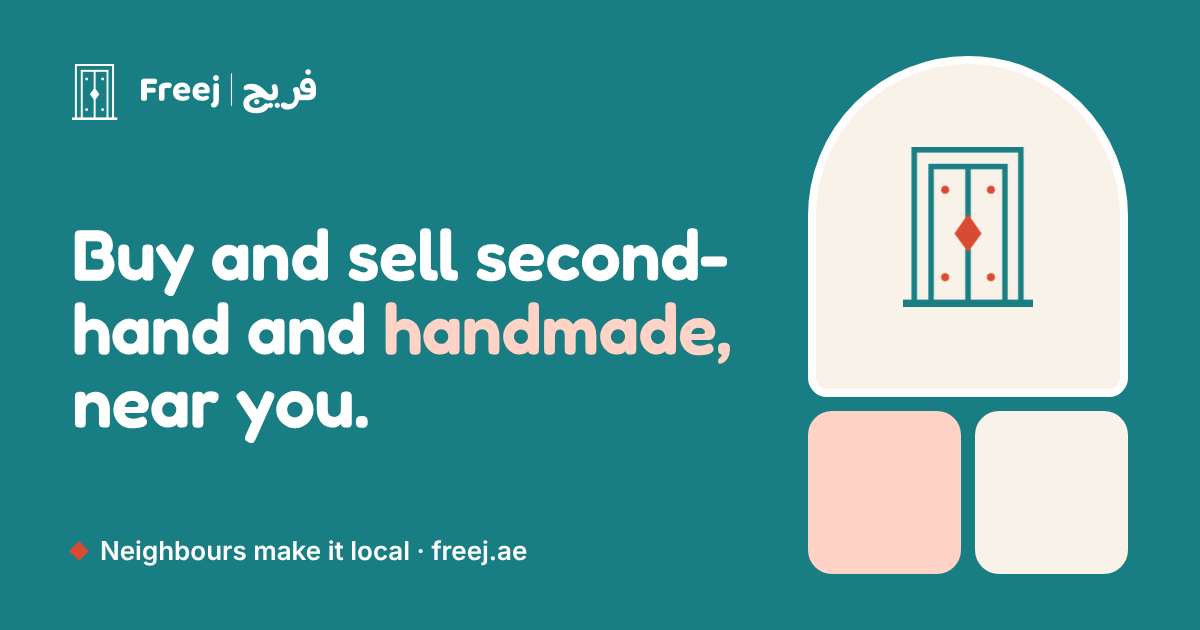 Freej | فريج
Buy and sell second-
hand and handmade,
near you.
Neighbours make it local · freej.ae